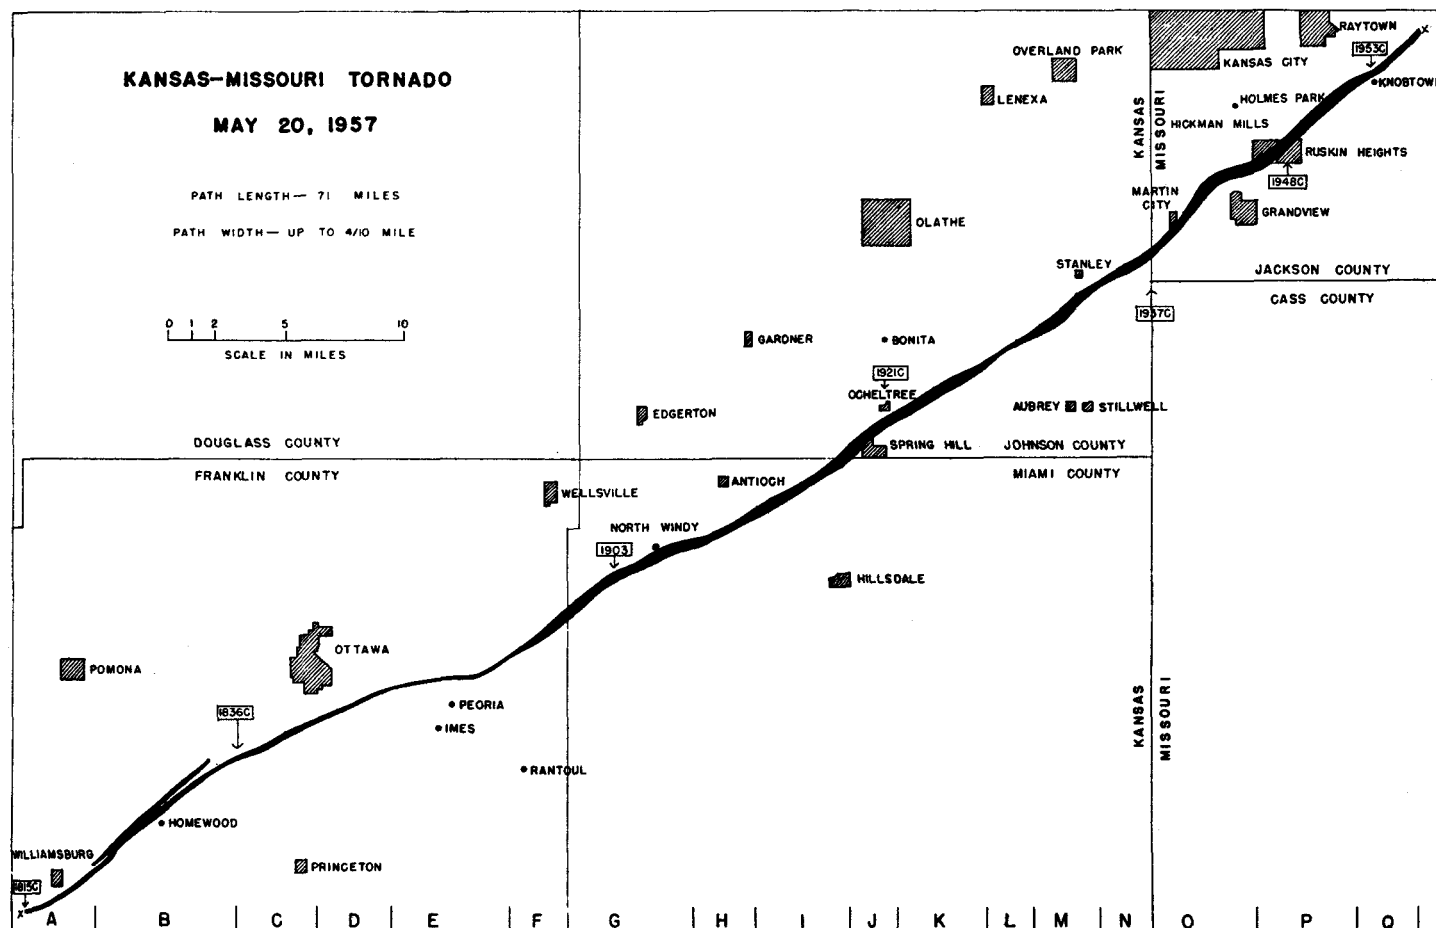 KANSAS-MISSOURI TORNADO
MAY 20, 1957
PATH LENGTH — 71 MILES
PATH WIDTH — UP TO 4/10 MILE
0 1 2 5 10
SCALE IN MILES
RAYTOWN
X
OVERLAND PARK
1953C
KANSAS CITY
KNOBTOWN
LENEXA
HOLMES PARK
HICKMAN MILLS
KANSAS
MISSOURI
RUSKIN HEIGHTS
1948C
MARTIN
CITY
GRANDVIEW
OLATHE
STANLEY
JACKSON COUNTY
CASS COUNTY
1937C
GARDNER
BONITA
1921C
OCHELTREE
AUBREY
STILLWELL
EDGERTON
DOUGLASS COUNTY
SPRING HILL
JOHNSON COUNTY
FRANKLIN COUNTY
MIAMI COUNTY
ANTIOCH
WELLSVILLE
NORTH WINDY
1903
HILLSDALE
OTTAWA
POMONA
KANSAS
MISSOURI
PEORIA
1836C
IMES
RANTOUL
HOMEWOOD
WILLIAMSBURG
PRINCETON
1815C
X
A B C D E F G H I J K L M N O P Q